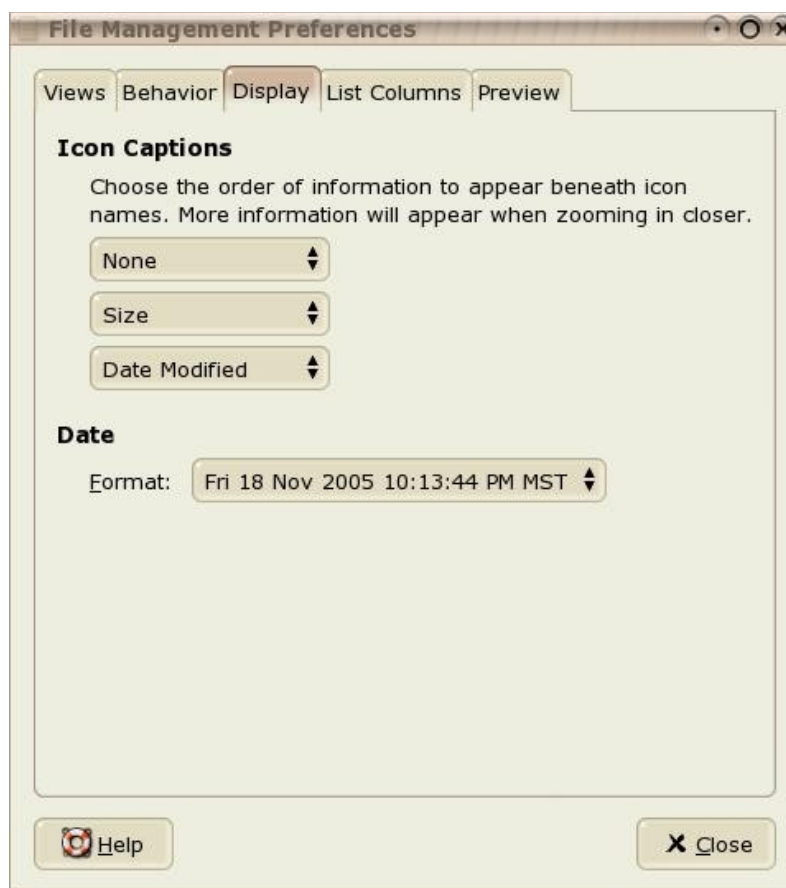 File Management Preferences
Views Behavior Display List Columns Preview
Icon Captions
Choose the order of information to appear beneath icon
names. More information will appear when zooming in closer.
None
Size
Date Modified
Date
Format: Fri 18 Nov 2005 10:13:44 PM MST
Help Close